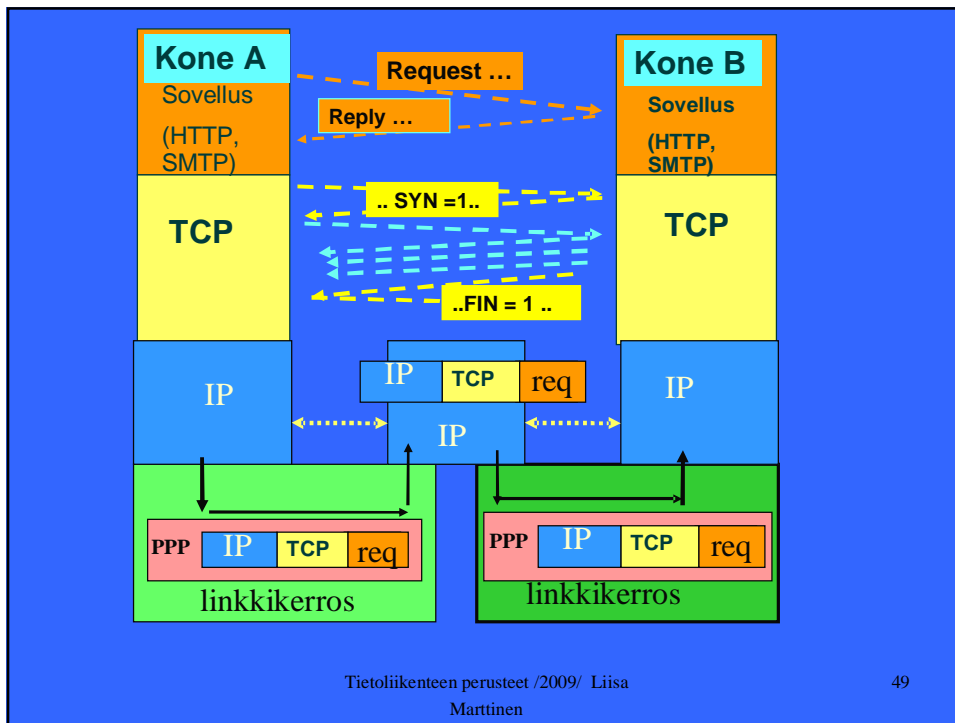 Kone A
Sovellus
(HTTP,
SMTP)
Request …
Reply …
Kone B
Sovellus
(HTTP,
SMTP)
TCP
.. SYN =1..
..FIN = 1 ..
TCP
IP
IP TCP req
IP
IP
PPP IP TCP req
linkkikerros
PPP IP TCP req
linkkikerros
Tietoliikenteen perusteet /2009/ Liisa
Marttinen
49